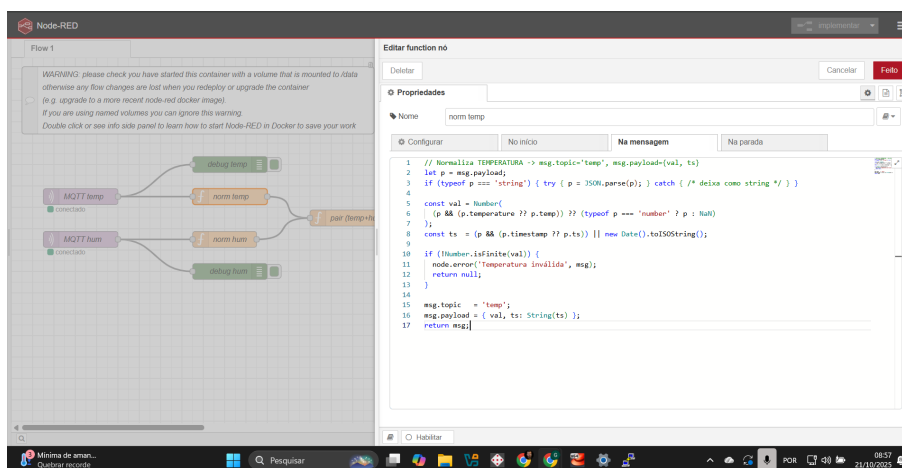 Node-RED
implementar
Flow 1
WARNING: please check you have started this container with a volume that is mounted to /data
otherwise any flow changes are lost when you redeploy or upgrade the container
(e.g. upgrade to a more recent node-red docker image).
If you are using named volumes you can ignore this warning.
Double click or see info side panel to learn how to start Node-RED in Docker to save your work
debug temp
MQTT temp
norm temp
conectado
pair (temp+hu
MQTT hum
norm hum
conectado
debug hum
Editar function nó
Deletar
Cancelar
Feito
Propriedades
Nome
norm temp
Configurar
No início
Na mensagem
Na parada
1 // Normaliza TEMPERATURA -> msg.topic='temp', msg.payload={val, ts}
2 let p = msg.payload;
3 if (typeof p === 'string') { try { p = JSON.parse(p); } catch { /* deixa como string */ } }
4
5 const val = Number(
6 (p && (p.temperature ?? p.temp)) ?? (typeof p === 'number' ? p : NaN)
7 );
8 const ts = (p && (p.timestamp ?? p.ts)) || new Date().toISOString();
9
10 if (!Number.isFinite(val)) {
11 node.error('Temperatura inválida', msg);
12 return null;
13 }
14
15 msg.topic = 'temp';
16 msg.payload = { val, ts: String(ts) };
17 return msg;
Habilitar
3
Mínima de aman...
Quebrar recorde
Pesquisar
POR
08:57
21/10/2025